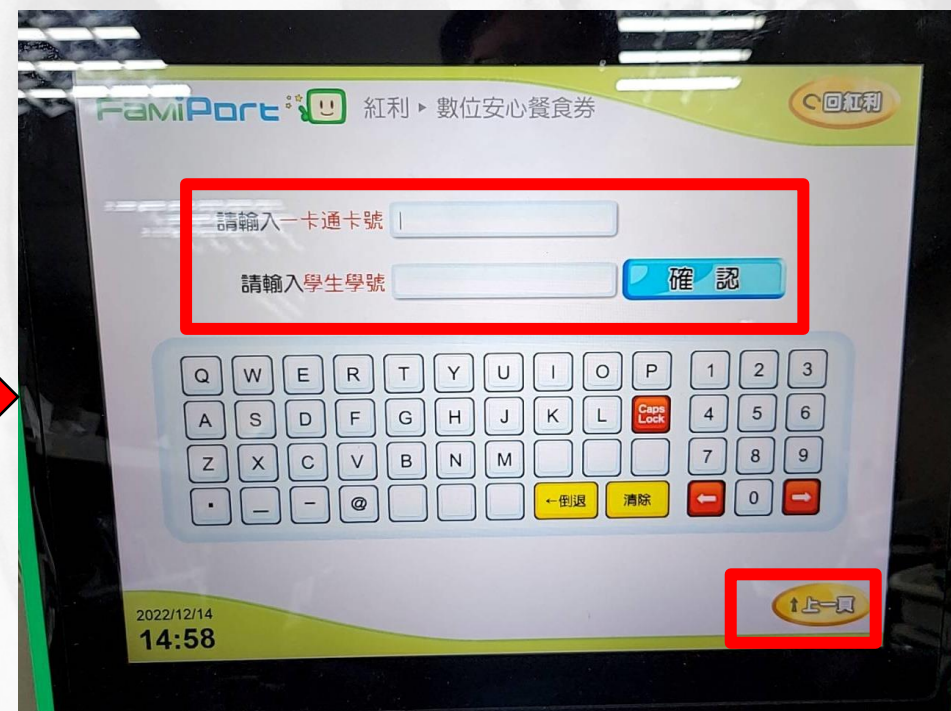 FamiPort 紅利▶數位安心餐食券 回紅利
請輸入一卡通卡號
請輸入學生學號 確認
Q W E R T Y U I O P 1 2 3
A S D F G H J K L Caps Lock 4 5 6
Z X C V B N M 7 8 9
. _ - @ ←倒退 清除 ← 0 →
↑上一頁
2022/12/14
14:58